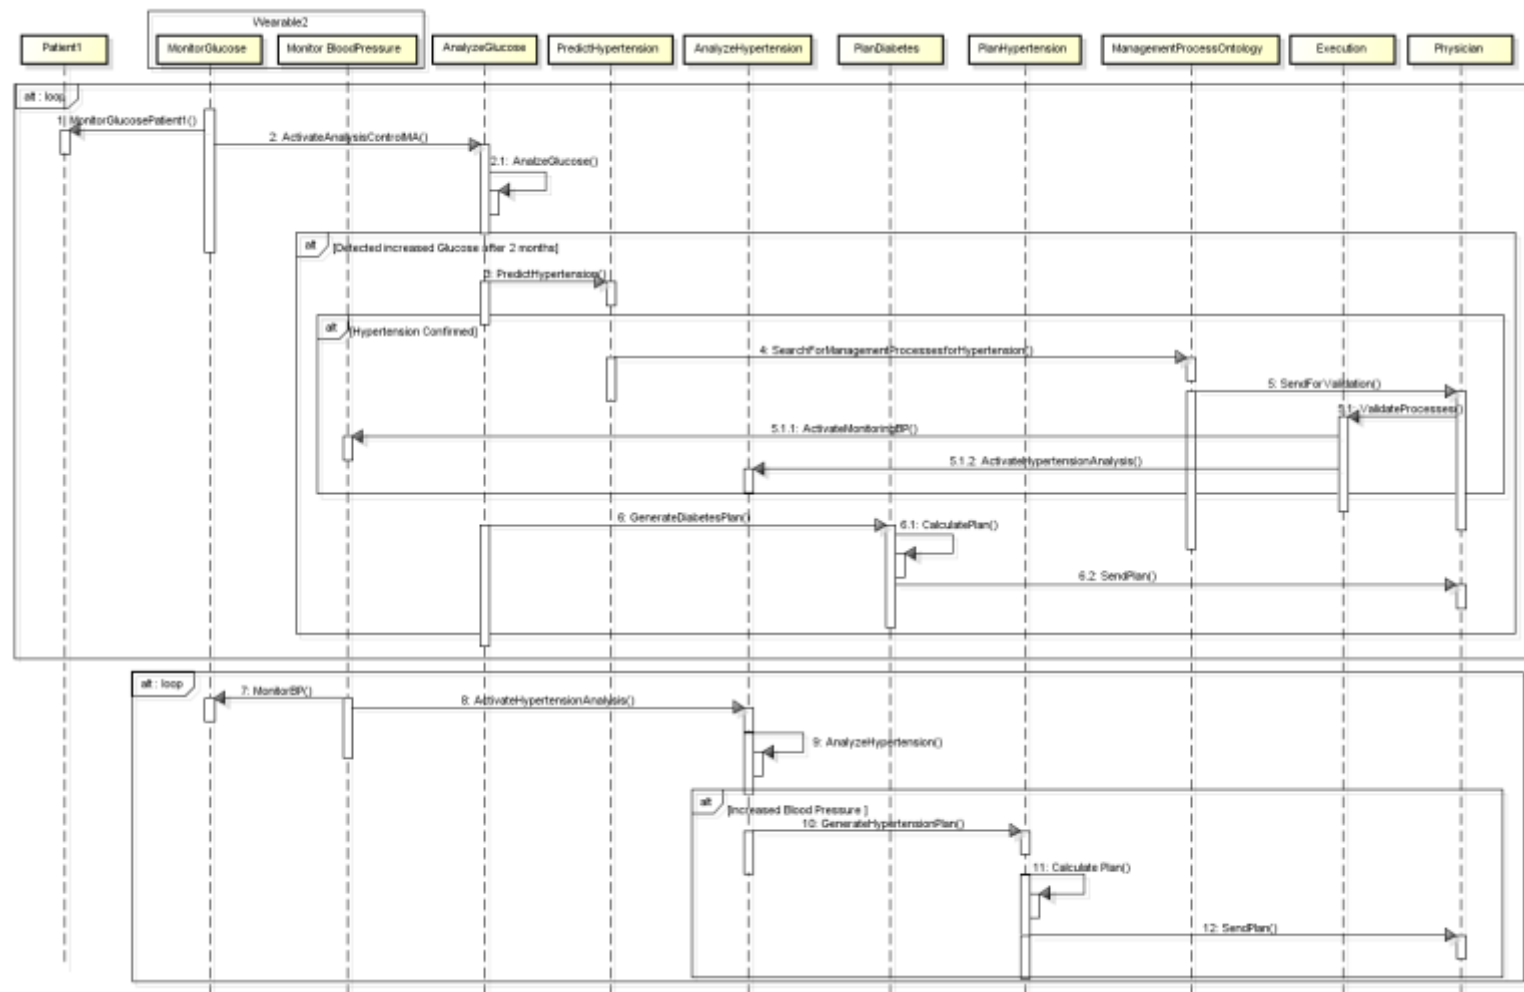 Wearable2
Patient1
MonitorGlucose
Monitor BloodPressure
AnalyzeGlucose
PredictHypertension
AnalyzeHypertension
PlanDiabetes
PlanHypertension
ManagementProcessOntology
Execution
Physician
alt : loop
1: MonitorGlucosePatient1()
2: ActivateAnalysisControlMA()
2.1: AnalzeGlucose()
alt
[Detected increased Glucose after 2 months]
3: PredictHypertension()
alt
[Hypertension Confirmed]
4: SearchForManagementProcessesforHypertension()
5: SendForValidation()
5.1: ValidateProcesses()
5.1.1: ActivateMonitoringBP()
5.1.2: ActivateHypertensionAnalysis()
6: GenerateDiabetesPlan()
6.1: CalculatePlan()
6.2: SendPlan()
alt : loop
7: MonitorBP()
8: ActivateHypertensionAnalysis()
9: AnalyzeHypertension()
alt
[Increased Blood Pressure ]
10: GenerateHypertensionPlan()
11: Calculate Plan()
12: SendPlan()